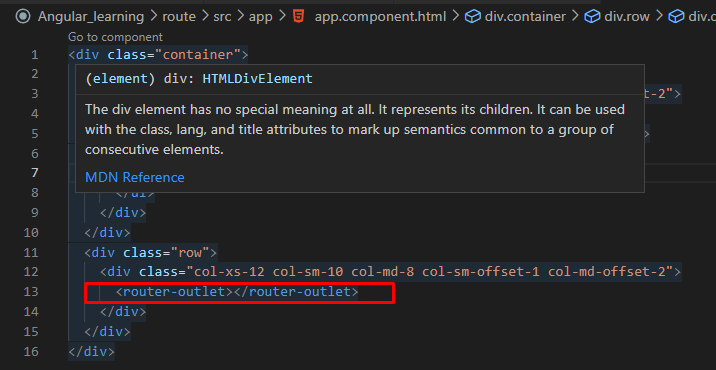 Angular_learning > route > src > app > app.component.html > div.container > div.row > div.c
Go to component
1 <div class="container">
2
(element) div: HTMLDivElement
3 et-2">
The div element has no special meaning at all. It represents its children. It can be used
4
with the class, lang, and title attributes to mark up semantics common to a group of
5 >
consecutive elements.
6
7
MDN Reference
8 </ul>
9 </div>
10 </div>
11 <div class="row">
12 <div class="col-xs-12 col-sm-10 col-md-8 col-sm-offset-1 col-md-offset-2">
13 <router-outlet></router-outlet>
14 </div>
15 </div>
16 </div>